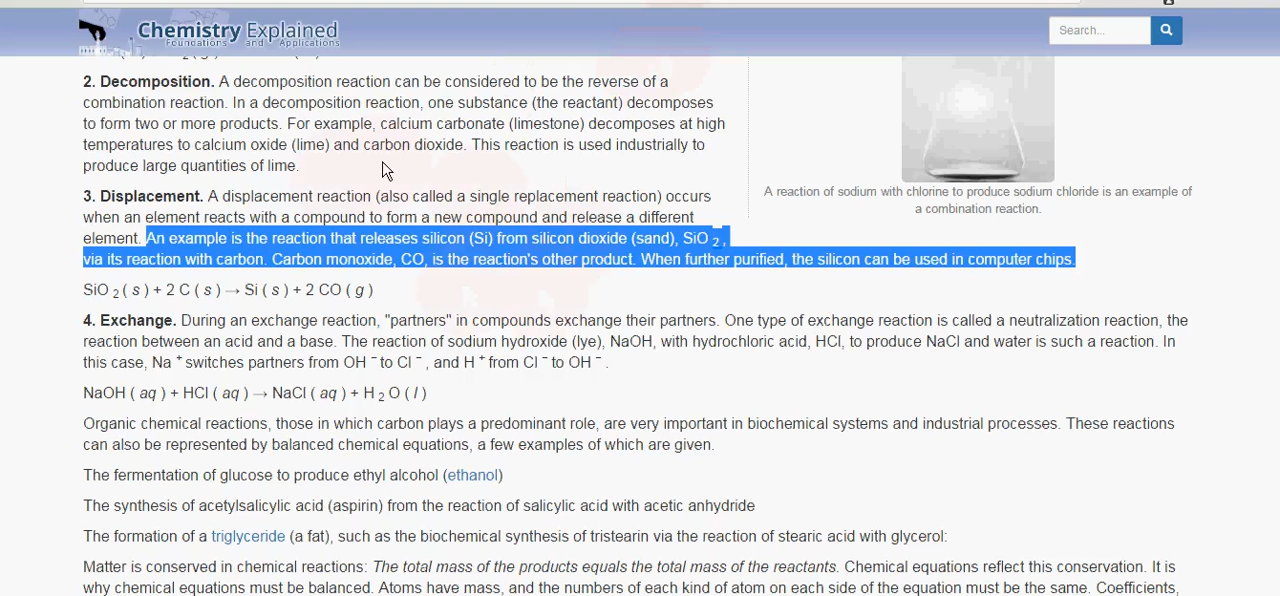 Chemistry Explained
Foundations and Applications
Search...
2. Decomposition. A decomposition reaction can be considered to be the reverse of a
combination reaction. In a decomposition reaction, one substance (the reactant) decomposes
to form two or more products. For example, calcium carbonate (limestone) decomposes at high
temperatures to calcium oxide (lime) and carbon dioxide. This reaction is used industrially to
produce large quantities of lime.
3. Displacement. A displacement reaction (also called a single replacement reaction) occurs
when an element reacts with a compound to form a new compound and release a different
element. An example is the reaction that releases silicon (Si) from silicon dioxide (sand), SiO 2 ,
via its reaction with carbon. Carbon monoxide, CO, is the reaction's other product. When further purified, the silicon can be used in computer chips.
SiO 2 ( s ) + 2 C ( s ) → Si ( s ) + 2 CO ( g )
4. Exchange. During an exchange reaction, "partners" in compounds exchange their partners. One type of exchange reaction is called a neutralization reaction, the
reaction between an acid and a base. The reaction of sodium hydroxide (lye), NaOH, with hydrochloric acid, HCl, to produce NaCl and water is such a reaction. In
this case, Na + switches partners from OH − to Cl − , and H + from Cl − to OH − .
NaOH ( aq ) + HCl ( aq ) → NaCl ( aq ) + H 2 O ( l )
Organic chemical reactions, those in which carbon plays a predominant role, are very important in biochemical systems and industrial processes. These reactions
can also be represented by balanced chemical equations, a few examples of which are given.
The fermentation of glucose to produce ethyl alcohol (ethanol)
The synthesis of acetylsalicylic acid (aspirin) from the reaction of salicylic acid with acetic anhydride
The formation of a triglyceride (a fat), such as the biochemical synthesis of tristearin via the reaction of stearic acid with glycerol:
Matter is conserved in chemical reactions: The total mass of the products equals the total mass of the reactants. Chemical equations reflect this conservation. It is
why chemical equations must be balanced. Atoms have mass, and the numbers of each kind of atom on each side of the equation must be the same. Coefficients,
A reaction of sodium with chlorine to produce sodium chloride is an example of
a combination reaction.